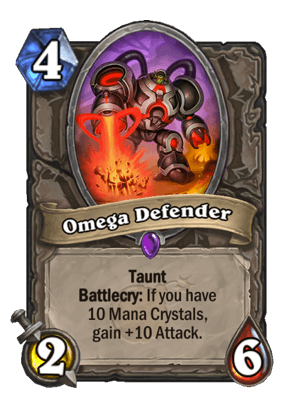 4
Omega Defender
Taunt
Battlecry: If you have
10 Mana Crystals,
gain +10 Attack.
2 6